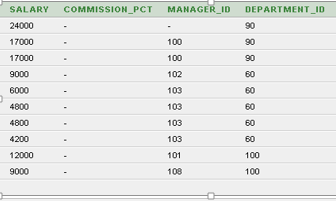 SALARY COMMISSION_PCT MANAGER_ID DEPARTMENT_ID
24000 - - 90
17000 - 100 90
17000 - 100 90
9000 - 102 60
6000 - 103 60
4800 - 103 60
4800 - 103 60
4200 - 103 60
12000 - 101 100
9000 - 108 100